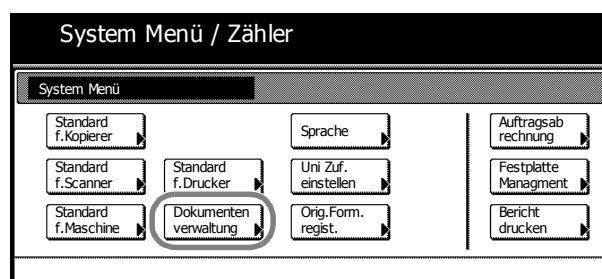 System Menü / Zähler
System Menü
Standard
f.Kopierer
Sprache
Auftragsab
rechnung
Standard
f.Scanner
Standard
f.Drucker
Uni Zuf.
einstellen
Festplatte
Managment
Standard
f.Maschine
Dokumenten
verwaltung
Orig.Form.
regist.
Bericht
drucken